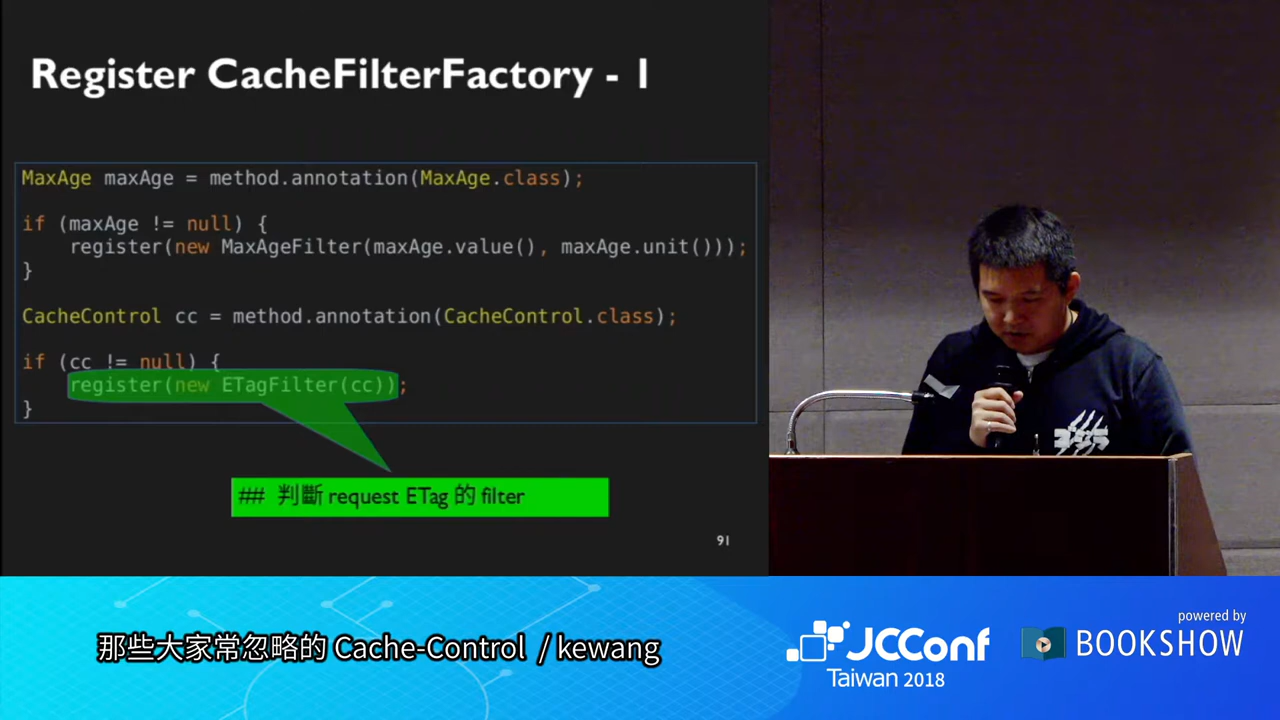 Register CacheFilterFactory - 1
MaxAge maxAge = method.annotation(MaxAge.class);
if (maxAge != null) {
    register(new MaxAgeFilter(maxAge.value(), maxAge.unit()));
}
CacheControl cc = method.annotation(CacheControl.class);
if (cc != null) {
    register(new ETagFilter(cc));
}
## 判斷 request ETag 的 filter
91
那些大家常忽略的 Cache-Control / kewang
JCConf
Taiwan 2018
powered by
BOOKSHOW